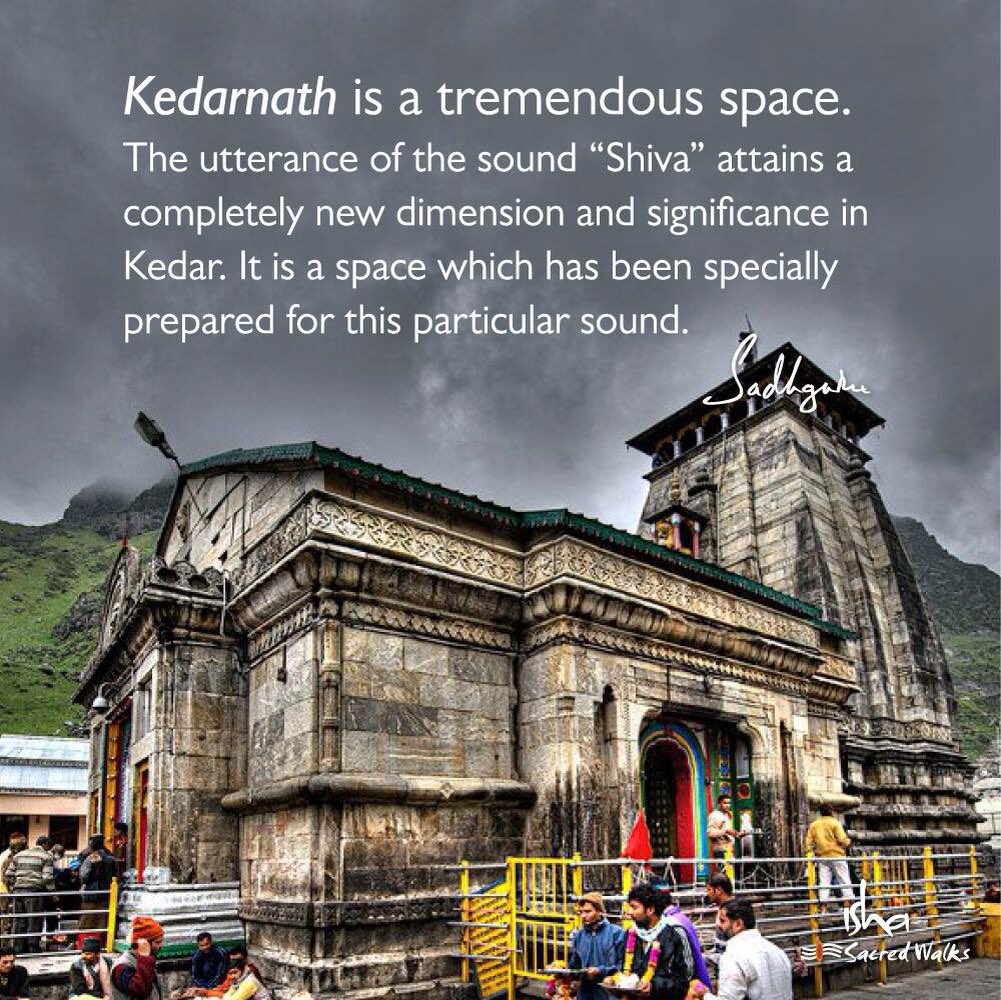 Kedarnath is a tremendous space.
The utterance of the sound “Shiva” attains a
completely new dimension and significance in
Kedar. It is a space which has been specially
prepared for this particular sound.
Sadhguru
isha
Sacred Walks